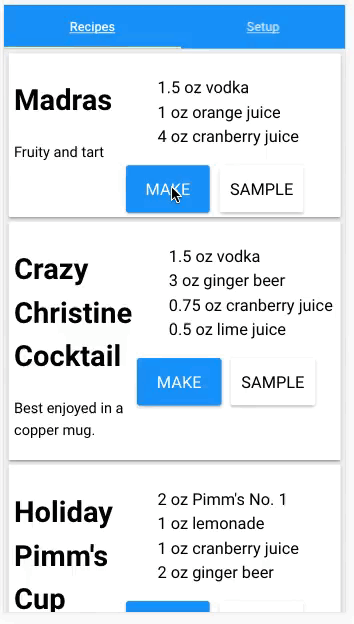 Recipes Setup
Madras
1.5 oz vodka
1 oz orange juice
4 oz cranberry juice
Fruity and tart
MAKE SAMPLE
Crazy
Christine
Cocktail
1.5 oz vodka
3 oz ginger beer
0.75 oz cranberry juice
0.5 oz lime juice
Best enjoyed in a
copper mug.
MAKE SAMPLE
Holiday
Pimm's
Cup
2 oz Pimm's No. 1
1 oz lemonade
1 oz cranberry juice
2 oz ginger beer